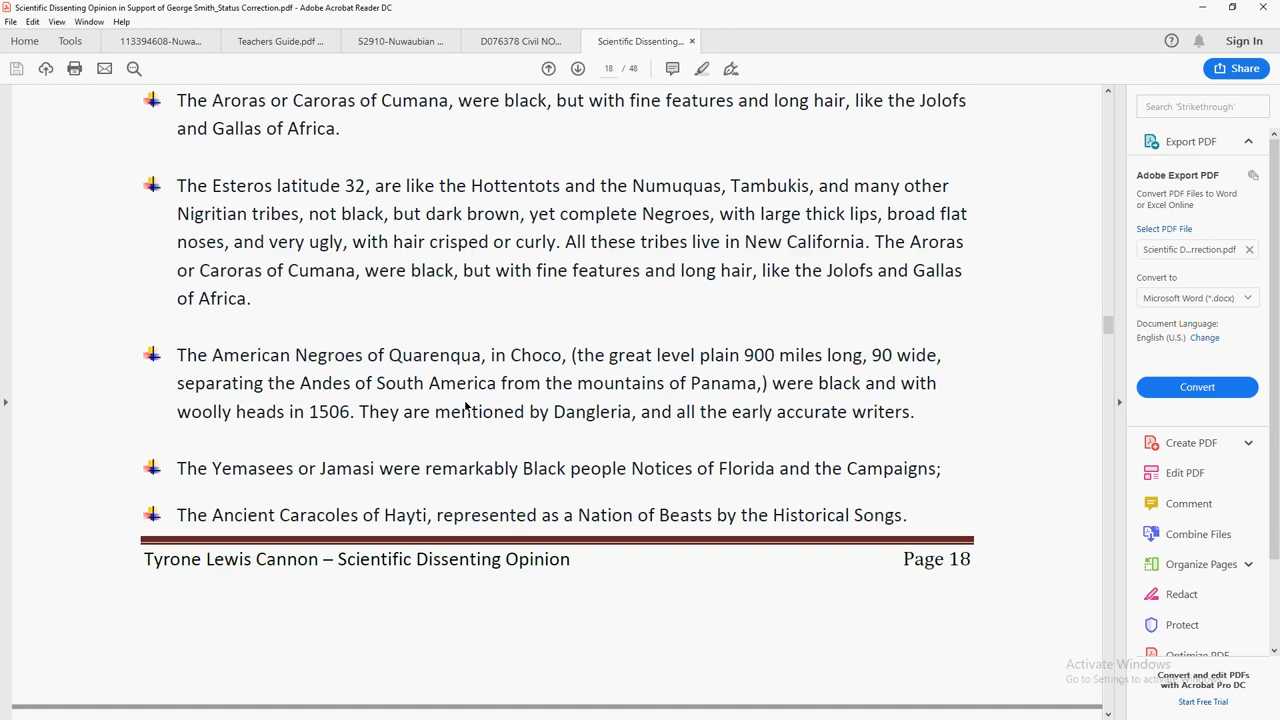 Scientific Dissenting Opinion in Support of George Smith_Status Correction.pdf - Adobe Acrobat Reader DC
File Edit View Window Help
Home Tools 113394608-Nuwa... Teachers Guide.pdf ... 52910-Nuwaubian ... D076378 Civil NO... Scientific Dissenting... × Sign In
18 / 48 Share
The Aroras or Caroras of Cumana, were black, but with fine features and long hair, like the Jolofs
and Gallas of Africa.
The Esteros latitude 32, are like the Hottentots and the Numuquas, Tambukis, and many other
Nigritian tribes, not black, but dark brown, yet complete Negroes, with large thick lips, broad flat
noses, and very ugly, with hair crisped or curly. All these tribes live in New California. The Aroras
or Caroras of Cumana, were black, but with fine features and long hair, like the Jolofs and Gallas
of Africa.
The American Negroes of Quarenqua, in Choco, (the great level plain 900 miles long, 90 wide,
separating the Andes of South America from the mountains of Panama,) were black and with
woolly heads in 1506. They are mentioned by Dangleria, and all the early accurate writers.
The Yemasees or Jamasi were remarkably Black people Notices of Florida and the Campaigns;
The Ancient Caracoles of Hayti, represented as a Nation of Beasts by the Historical Songs.
Tyrone Lewis Cannon – Scientific Dissenting Opinion Page 18
Search 'Strikethrough'
Export PDF
Adobe Export PDF
Convert PDF Files to Word
or Excel Online
Select PDF File
Scientific D...rrection.pdf ×
Convert to
Microsoft Word (*.docx)
Document Language:
English (U.S.) Change
Convert
Create PDF
Edit PDF
Comment
Combine Files
Organize Pages
Redact
Protect
Optimize PDF
Activate Windows
Go to Settings to activate
Convert and edit PDFs
with Acrobat Pro DC
Start Free Trial